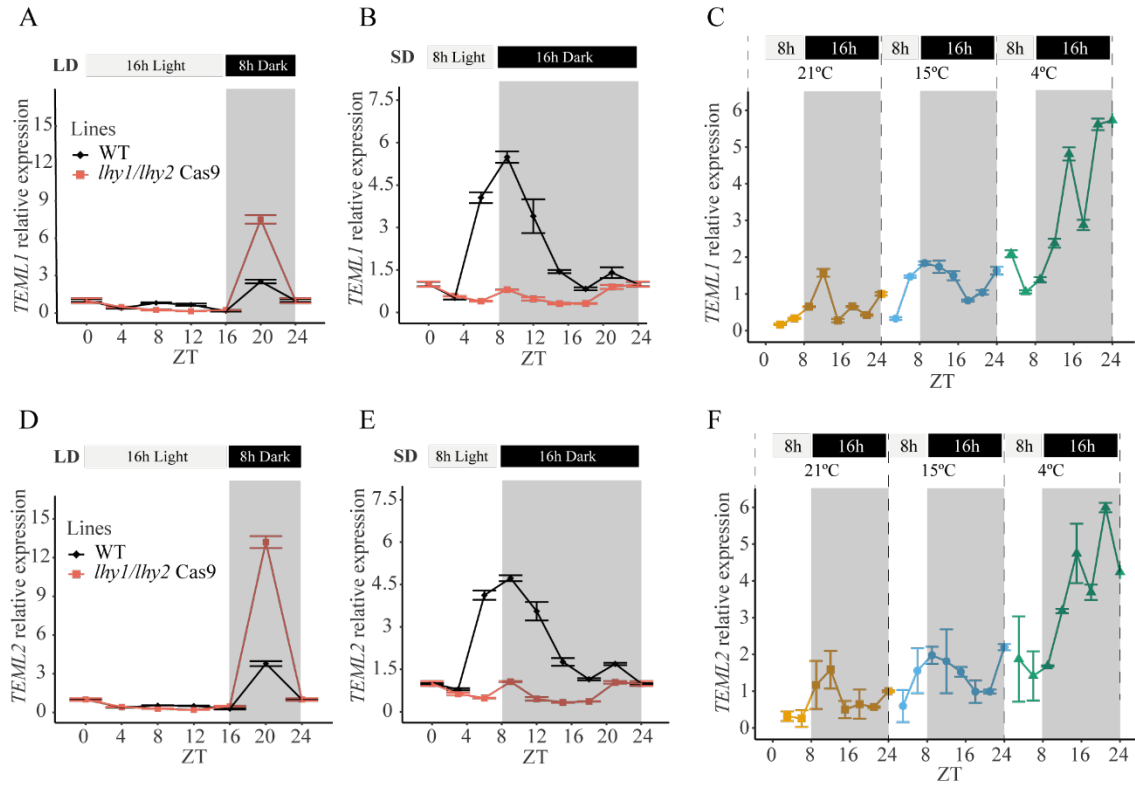 A
LD
16h Light
8h Dark
TEML1 relative expression
15
12
9
6
3
0
Lines
WT
lhy1/lhy2 Cas9
0 4 8 12 16 20 24
ZT
B
SD
8h Light
16h Dark
TEML1 relative expression
7.5
6
4.5
3
1.5
0
0 4 8 12 16 20 24
ZT
C
8h
16h
8h
16h
8h
16h
21ºC
15ºC
4ºC
TEML1 relative expression
6
5
4
3
2
1
0
0 8 16 24 8 16 24 8 16 24
ZT
D
LD
16h Light
8h Dark
TEML2 relative expression
15
12
9
6
3
0
Lines
WT
lhy1/lhy2 Cas9
0 4 8 12 16 20 24
ZT
E
SD
8h Light
16h Dark
TEML2 relative expression
7.5
6
4.5
3
1
0
0 4 8 12 16 20 24
ZT
F
8h
16h
8h
16h
8h
16h
21ºC
15ºC
4ºC
TEML2 relative expression
6
5
4
3
2
1
0
0 8 16 24 8 16 24 8 16 24
ZT